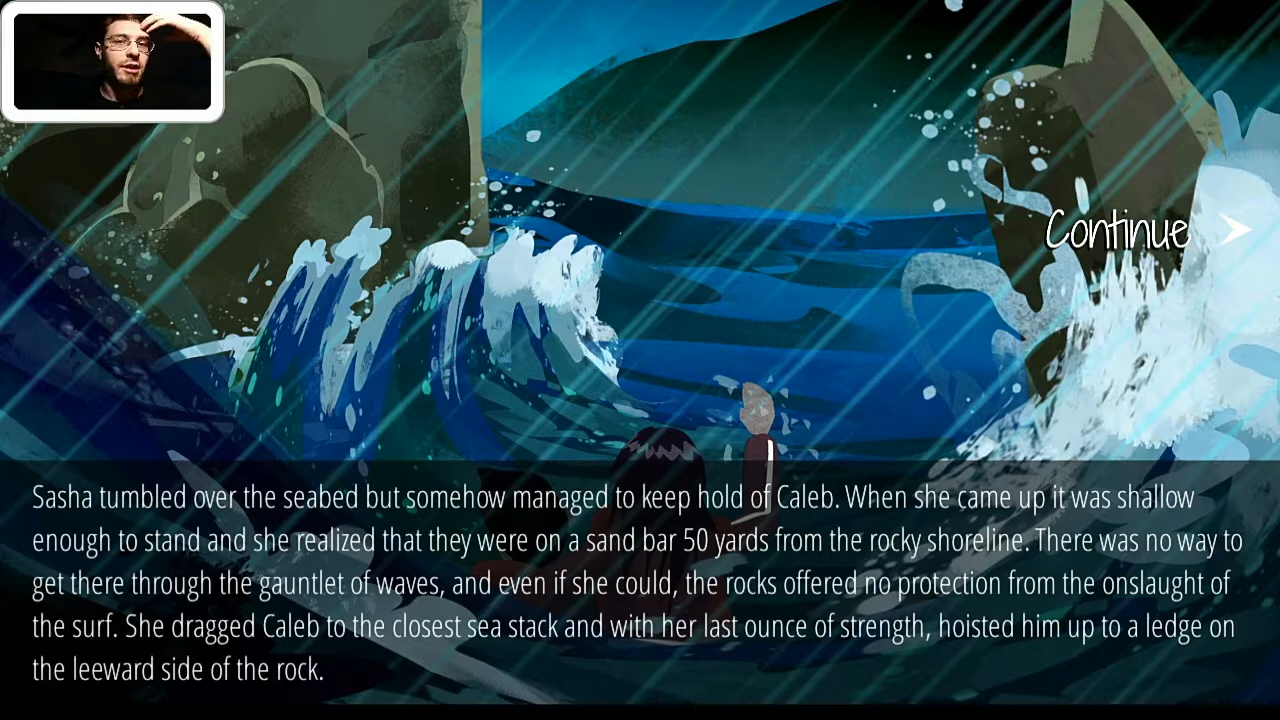 Continue
Sasha tumbled over the seabed but somehow managed to keep hold of Caleb. When she came up it was shallow
enough to stand and she realized that they were on a sand bar 50 yards from the rocky shoreline. There was no way to
get there through the gauntlet of waves, and even if she could, the rocks offered no protection from the onslaught of
the surf. She dragged Caleb to the closest sea stack and with her last ounce of strength, hoisted him up to a ledge on
the leeward side of the rock.